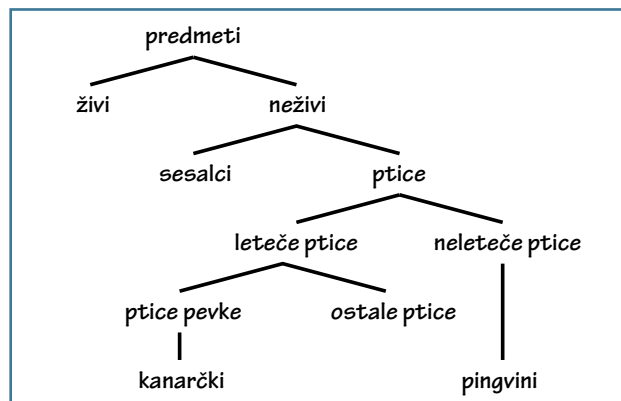 predmeti
živi neživi
sesalci ptice
leteče ptice neleteče ptice
ptice pevke ostale ptice
kanarčki pingvini